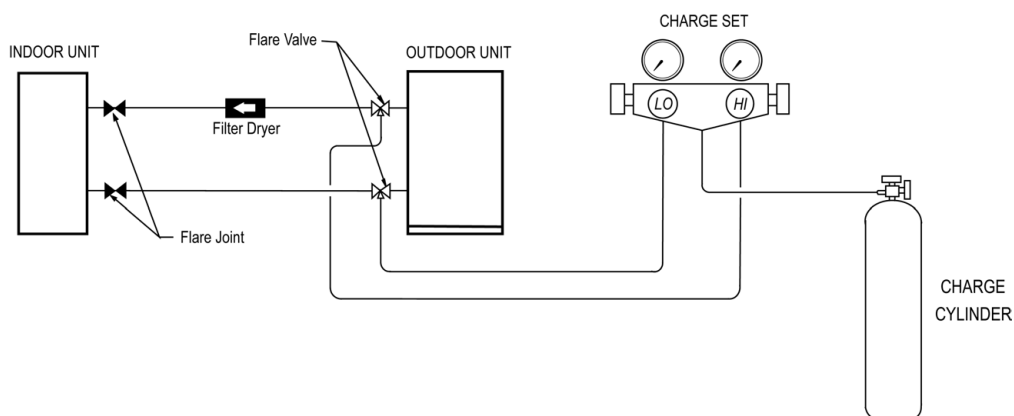 CHARGE SET
Flare Valve
INDOOR UNIT
OUTDOOR UNIT
LO
HI
Filter Dryer
Flare Joint
CHARGE
CYLINDER